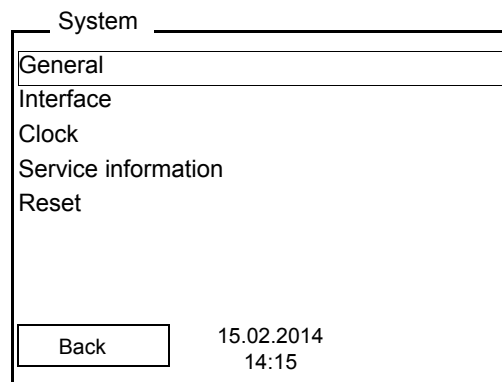 System
General
Interface
Clock
Service information
Reset
Back
15.02.2014
14:15